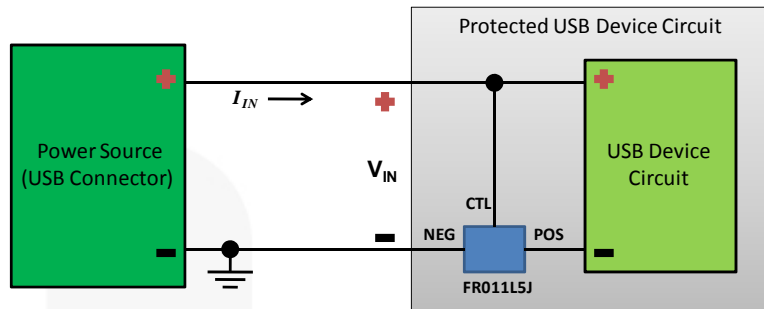 Protected USB Device Circuit
+
+
I_IN
+
Power Source
(USB Connector)
USB Device
Circuit
V_IN
CTL
NEG
POS
-
-
-
FR011L5J